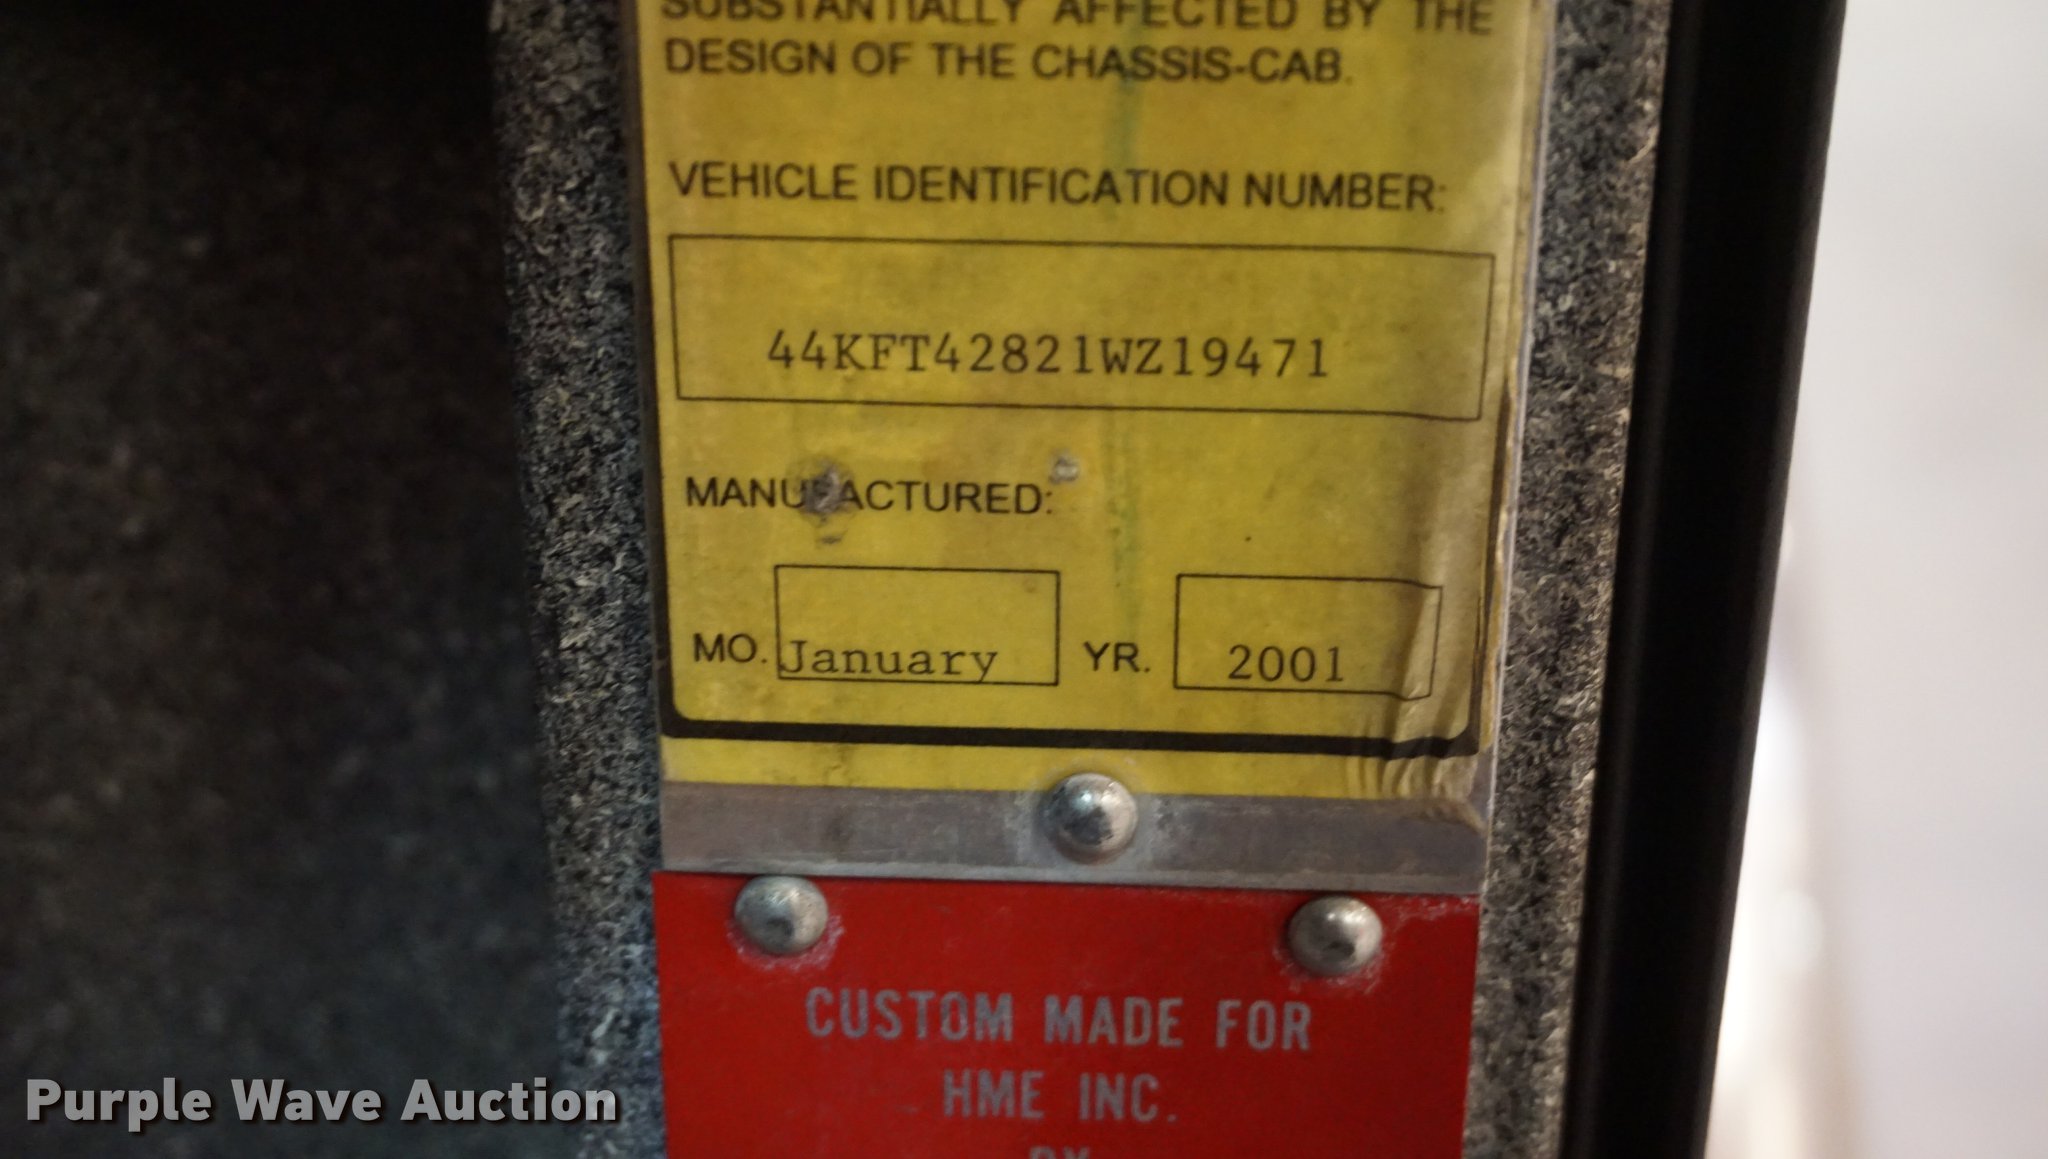 SUBSTANTIALLY AFFECTED BY THE
DESIGN OF THE CHASSIS-CAB.
VEHICLE IDENTIFICATION NUMBER:
44KFT42821WZ19471
MANUFACTURED:
MO. January YR. 2001
CUSTOM MADE FOR
HME INC.
BY
Purple Wave Auction